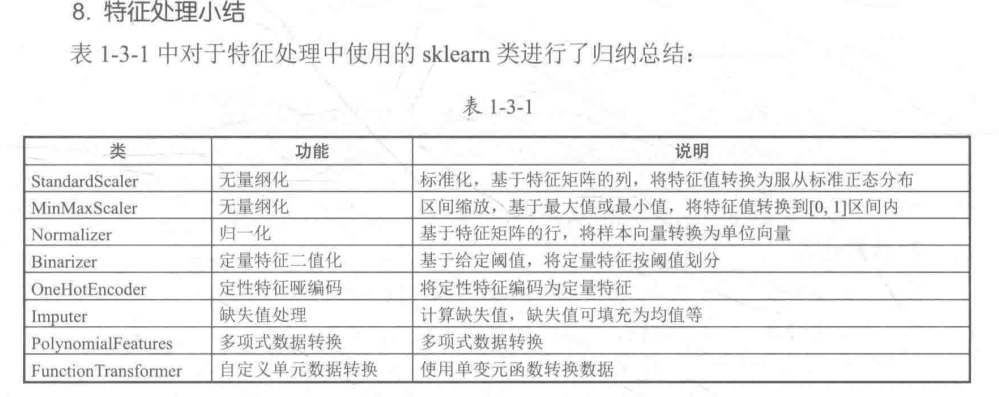 8. 特征处理小结
表 1-3-1 中对于特征处理中使用的 sklearn 类进行了归纳总结：
表 1-3-1
类 功能 说明
StandardScaler 无量纲化 标准化，基于特征矩阵的列，将特征值转换为服从标准正态分布
MinMaxScaler 无量纲化 区间缩放，基于最大值或最小值，将特征值转换到[0, 1]区间内
Normalizer 归一化 基于特征矩阵的行，将样本向量转换为单位向量
Binarizer 定量特征二值化 基于给定阈值，将定量特征按阈值划分
OneHotEncoder 定性特征哑编码 将定性特征编码为定量特征
Imputer 缺失值处理 计算缺失值，缺失值可填充为均值等
PolynomialFeatures 多项式数据转换 多项式数据转换
FunctionTransformer 自定义单元数据转换 使用单变元函数转换数据